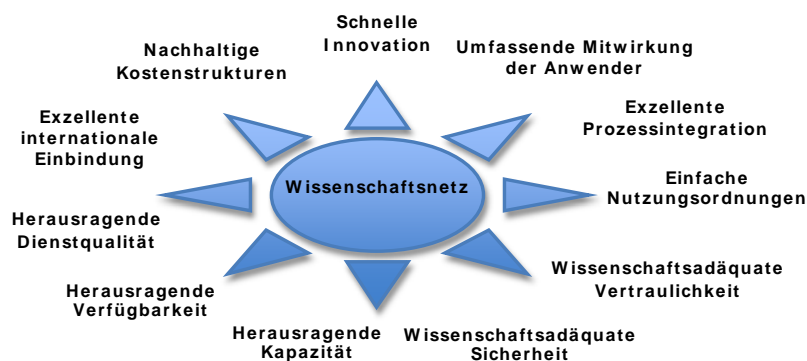 Schnelle
Innovation
Umfassende Mitwirkung
der Anwender
Exzellente
Prozessintegration
Einfache
Nutzungsordnungen
Wissenschaftsadäquate
Vertraulichkeit
Wissenschaftsadäquate
Sicherheit
Herausragende
Kapazität
Herausragende
Verfügbarkeit
Herausragende
Dienstqualität
Exzellente
internationale
Einbindung
Nachhaltige
Kostenstrukturen
Wissenschaftsnetz